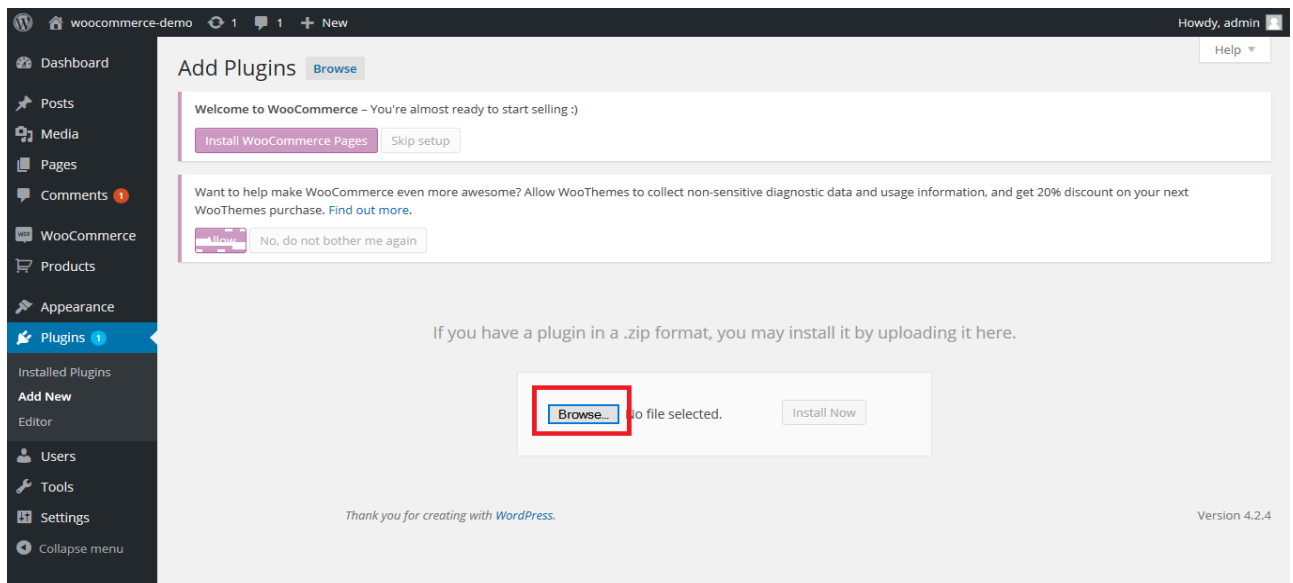 woocommerce-demo 1 1 + New Howdy, admin
Help
Dashboard
Posts
Media
Pages
Comments 1
WooCommerce
Products
Appearance
Plugins 1
Installed Plugins
Add New
Editor
Users
Tools
Settings
Collapse menu
Add Plugins Browse
Welcome to WooCommerce – You're almost ready to start selling :)
Install WooCommerce Pages Skip setup
Want to help make WooCommerce even more awesome? Allow WooThemes to collect non-sensitive diagnostic data and usage information, and get 20% discount on your next
WooThemes purchase. Find out more.
Allow No, do not bother me again
If you have a plugin in a .zip format, you may install it by uploading it here.
Browse... No file selected. Install Now
Thank you for creating with WordPress. Version 4.2.4